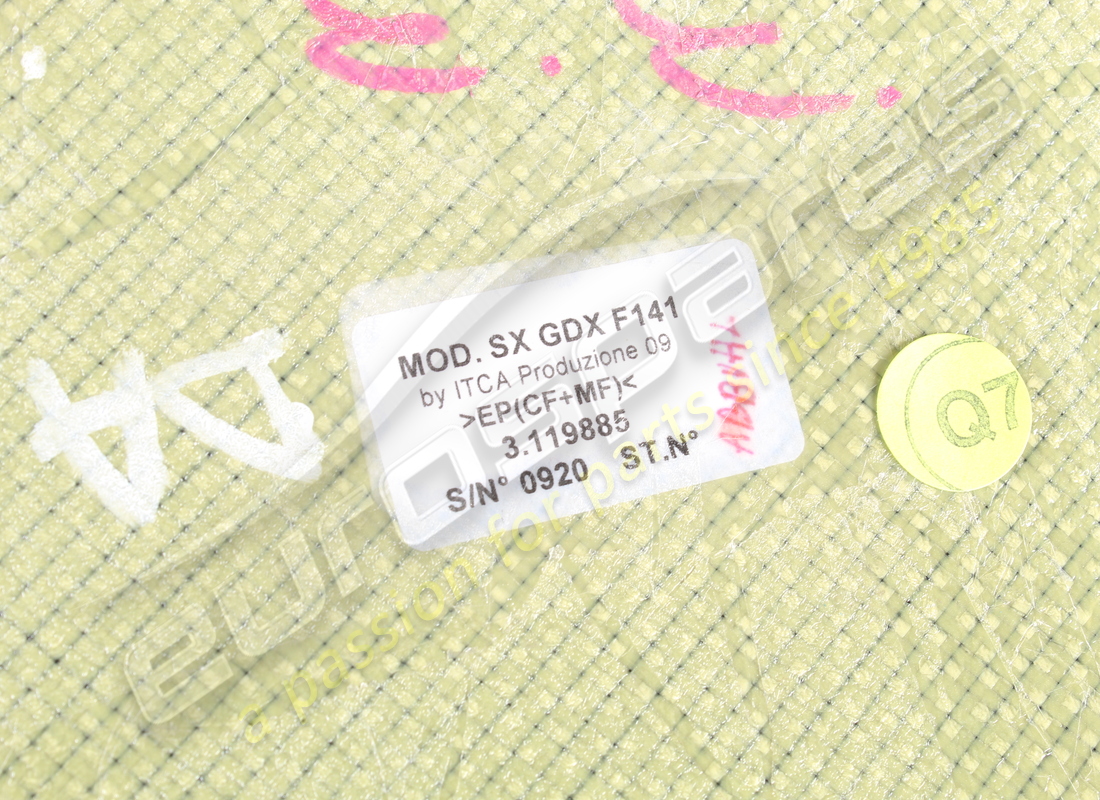 MOD. SX GDX F141
by ITCA Produzione 09
>EP(CF+MF)<
3.119885
S/N° 0920 ST.N°
Q7
eurospares
a passion for parts since 1985